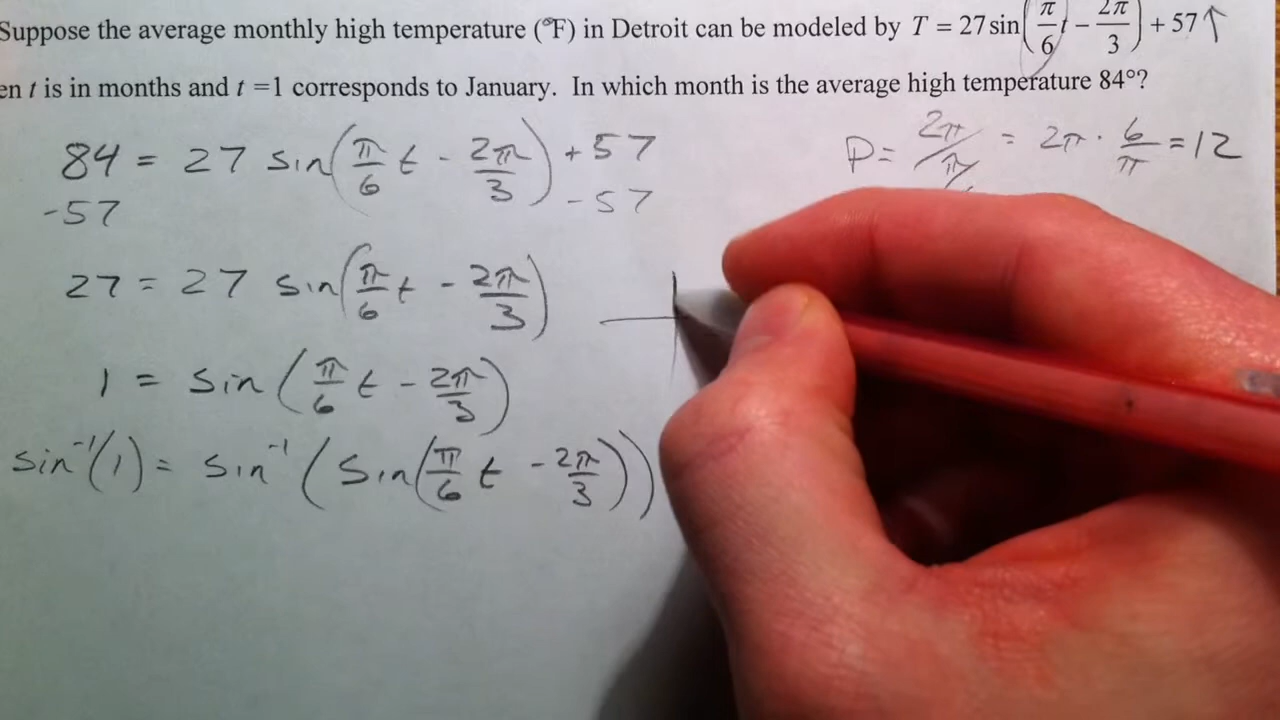 Suppose the average monthly high temperature (°F) in Detroit can be modeled by T = 27 sin(π/6 t − 2π/3) + 57 ↑
en t is in months and t = 1 corresponds to January. In which month is the average high temperature 84°?
84 = 27 sin(π/6 t - 2π/3) + 57
-57 -57
P = 2π/π/6 = 2π · 6/π = 12
27 = 27 sin(π/6 t - 2π/3)
1 = sin(π/6 t - 2π/3)
sin⁻¹(1) = sin⁻¹(sin(π/6 t - 2π/3))